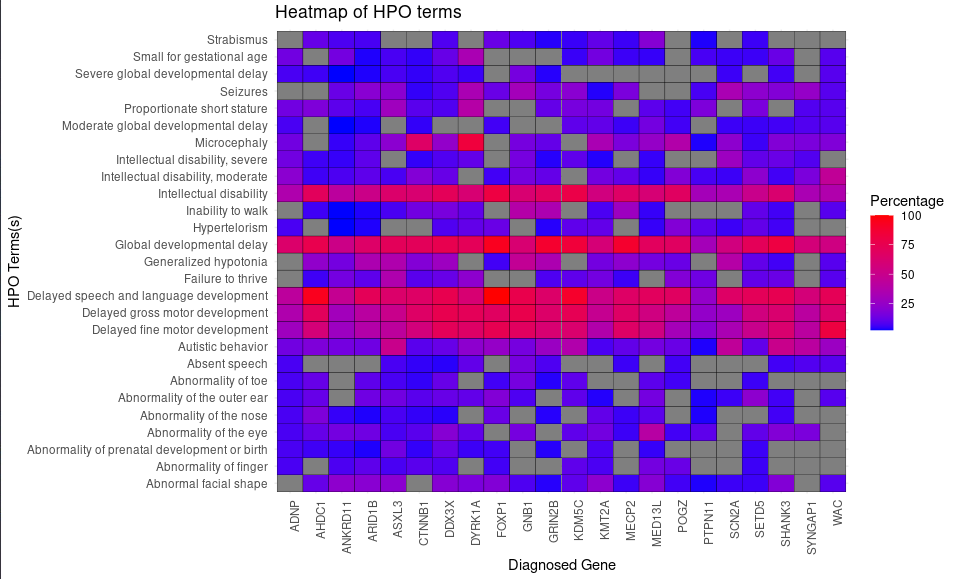 Heatmap of HPO terms
HPO Terms(s)
Strabismus
Small for gestational age
Severe global developmental delay
Seizures
Proportionate short stature
Moderate global developmental delay
Microcephaly
Intellectual disability, severe
Intellectual disability, moderate
Intellectual disability
Inability to walk
Hypertelorism
Global developmental delay
Generalized hypotonia
Failure to thrive
Delayed speech and language development
Delayed gross motor development
Delayed fine motor development
Autistic behavior
Absent speech
Abnormality of toe
Abnormality of the outer ear
Abnormality of the nose
Abnormality of the eye
Abnormality of prenatal development or birth
Abnormality of finger
Abnormal facial shape
ADNP
AHDC1
ANKRD11
ARID1B
ASXL3
CTNNB1
DDX3X
DYRK1A
FOXP1
GNB1
GRIN2B
KDM5C
KMT2A
MECP2
MED13L
POGZ
PTPN11
SCN2A
SETD5
SHANK3
SYNGAP1
WAC
Diagnosed Gene
Percentage
100
75
50
25